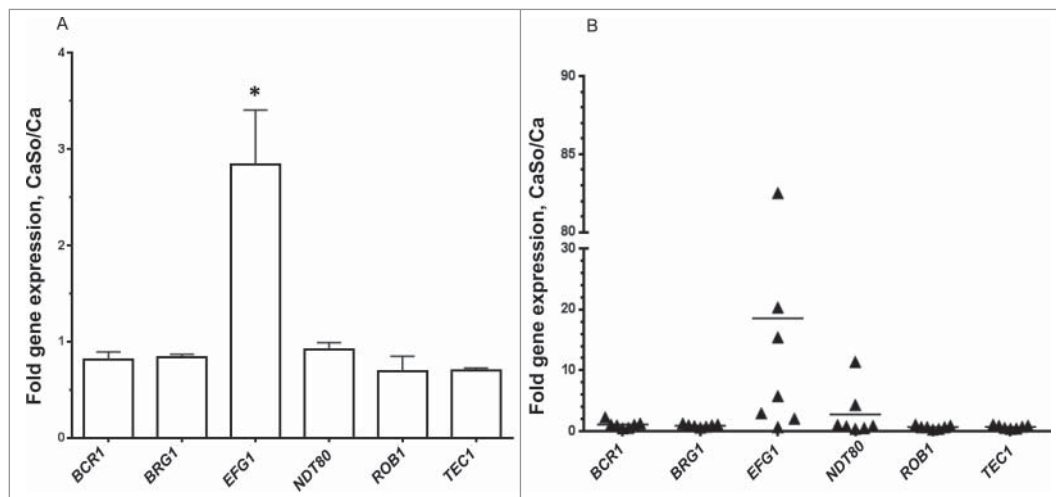 A
Fold gene expression, CaSo/Ca
4
3
2
1
0
*
BCR1
BRG1
EFG1
NDT80
ROB1
TEC1
B
Fold gene expression, CaSo/Ca
90
85
80
30
20
10
0
BCR1
BRG1
EFG1
NDT80
ROB1
TEC1